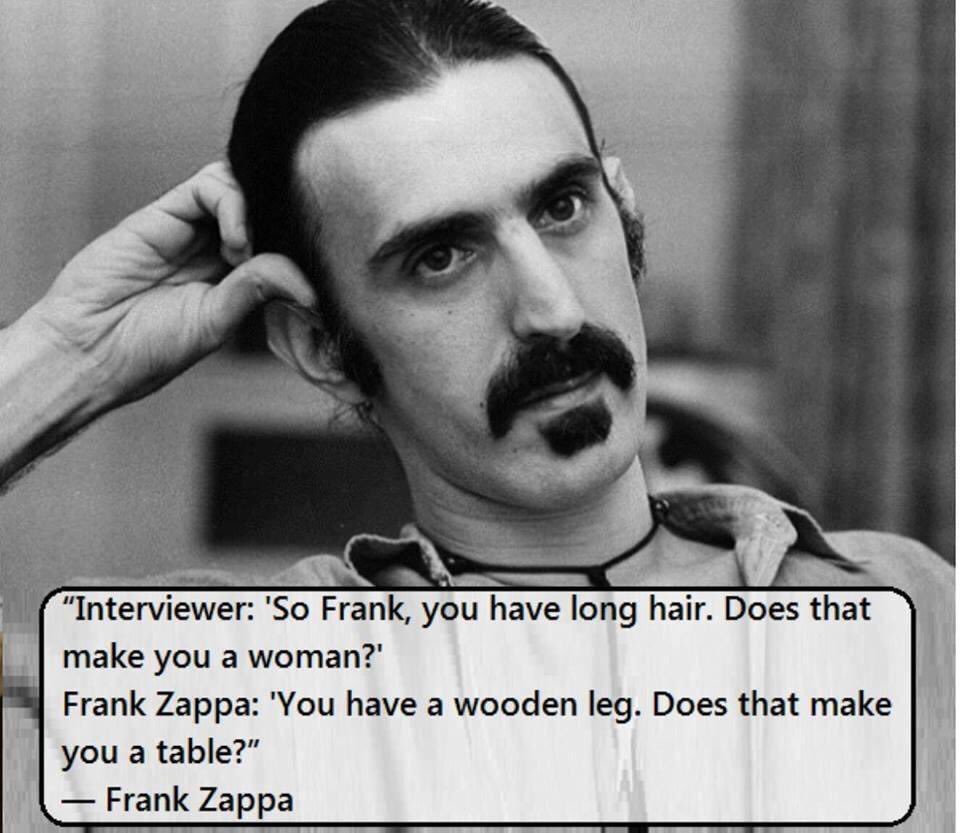 “Interviewer: 'So Frank, you have long hair. Does that
make you a woman?'
Frank Zappa: 'You have a wooden leg. Does that make
you a table?”
— Frank Zappa